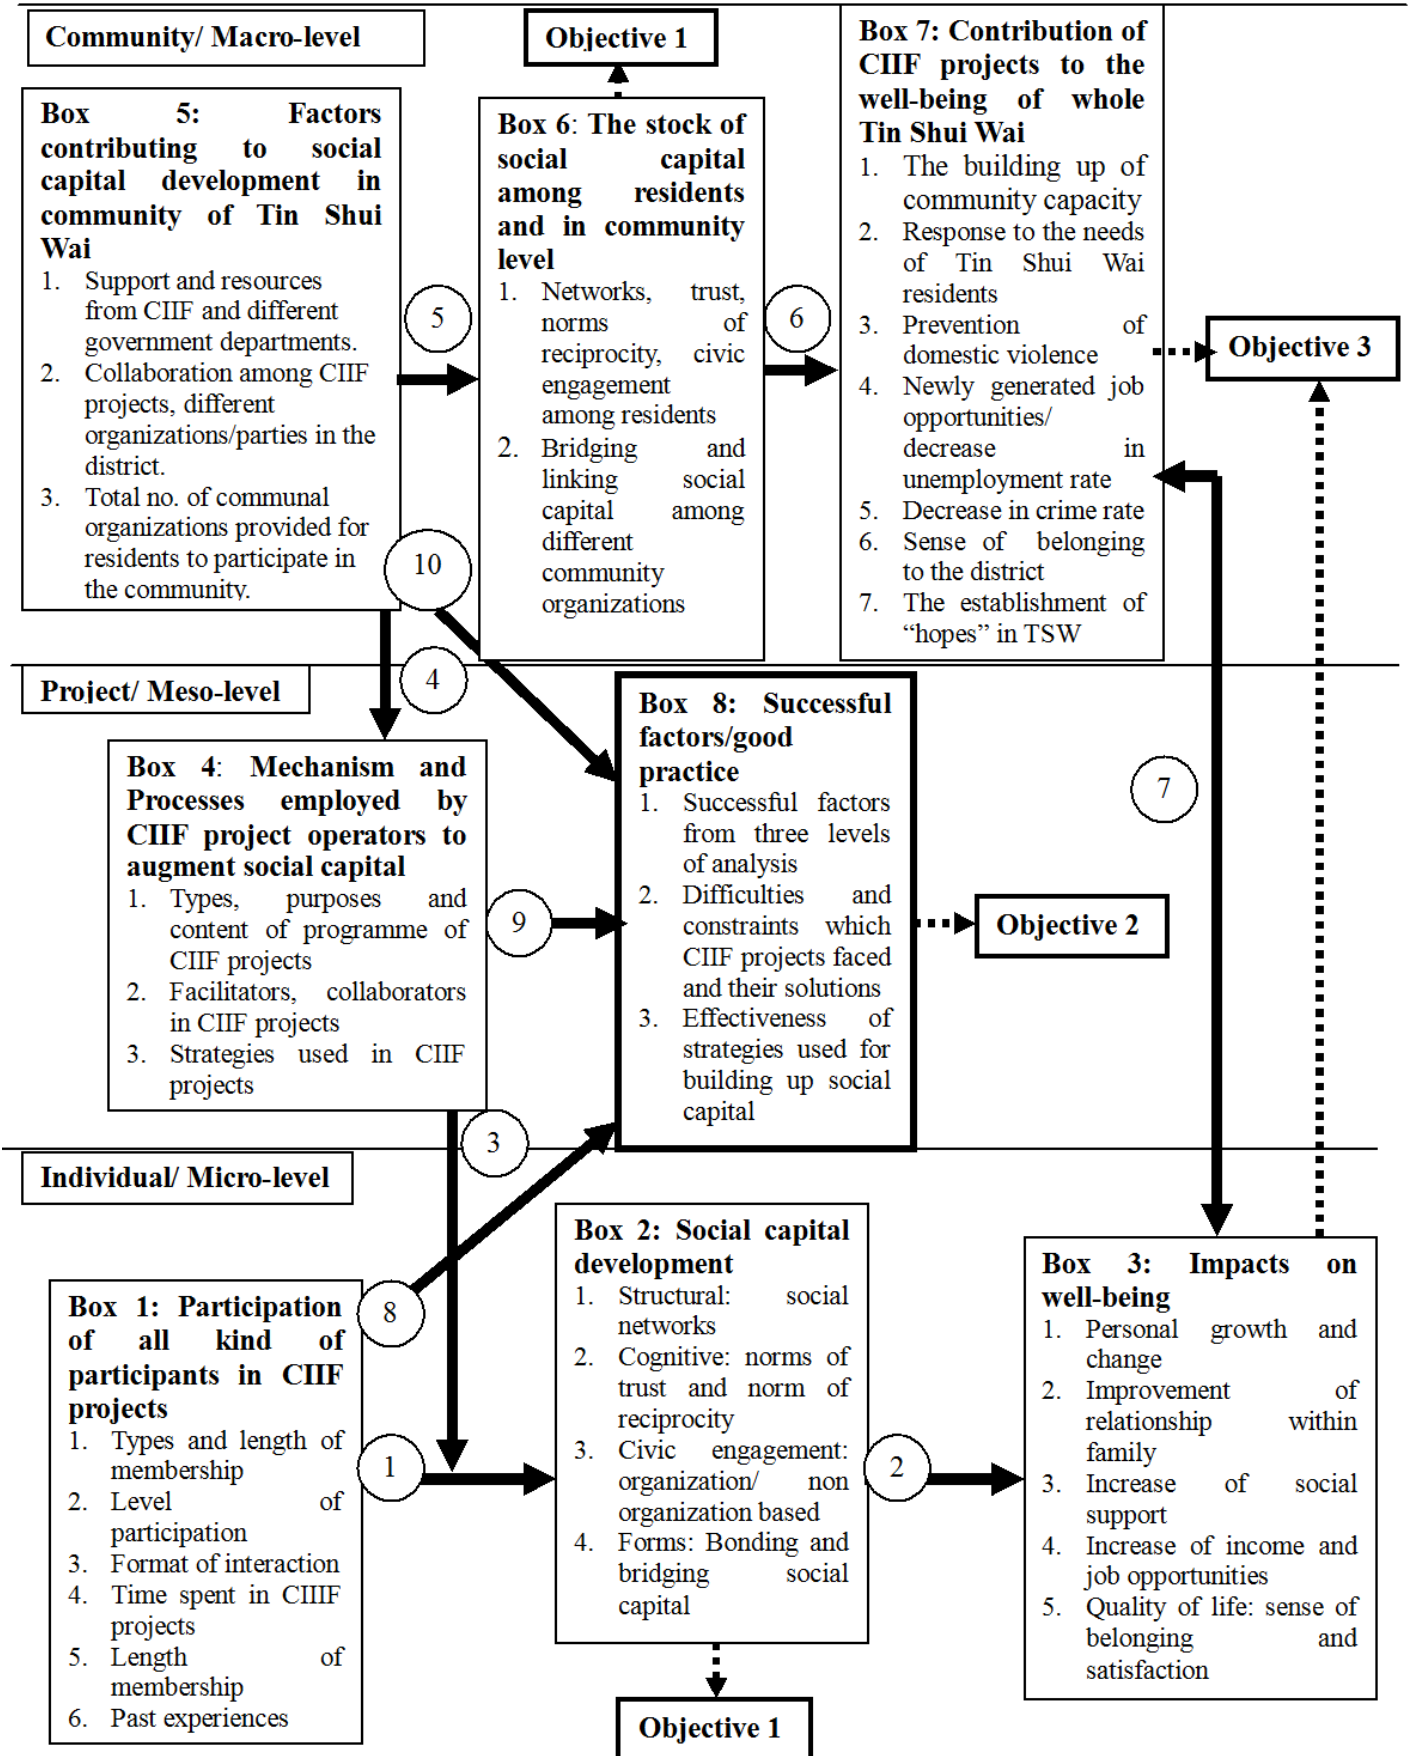 Community/ Macro-level
Objective 1
Box 5: Factors
contributing to social
capital development in
community of Tin Shui
Wai
1. Support and resources
from CIIF and different
government departments.
2. Collaboration among CIIF
projects, different
organizations/parties in the
district.
3. Total no. of communal
organizations provided for
residents to participate in
the community.
5
10
4
Box 6: The stock of
social capital
among residents
and in community
level
1. Networks, trust,
norms of
reciprocity, civic
engagement
among residents
2. Bridging and
linking social
capital among
different
community
organizations
6
Box 7: Contribution of
CIIF projects to the
well-being of whole
Tin Shui Wai
1. The building up of
community capacity
2. Response to the needs
of Tin Shui Wai
residents
3. Prevention of
domestic violence
4. Newly generated job
opportunities/
decrease in
unemployment rate
5. Decrease in crime rate
6. Sense of belonging
to the district
7. The establishment of
“hopes” in TSW
Objective 3
Project/ Meso-level
Box 4: Mechanism and
Processes employed by
CIIF project operators to
augment social capital
1. Types, purposes and
content of programme of
CIIF projects
2. Facilitators, collaborators
in CIIF projects
3. Strategies used in CIIF
projects
9
3
Box 8: Successful
factors/good
practice
1. Successful factors
from three levels
of analysis
2. Difficulties and
constraints which
CIIF projects faced
and their solutions
3. Effectiveness of
strategies used for
building up social
capital
Objective 2
7
Individual/ Micro-level
Box 1: Participation
of all kind of
participants in CIIF
projects
1. Types and length of
membership
2. Level of
participation
3. Format of interaction
4. Time spent in CIIIF
projects
5. Length of
membership
6. Past experiences
8
1
Box 2: Social capital
development
1. Structural: social
networks
2. Cognitive: norms of
trust and norm of
reciprocity
3. Civic engagement:
organization/ non
organization based
4. Forms: Bonding and
bridging social
capital
2
Objective 1
Box 3: Impacts on
well-being
1. Personal growth and
change
2. Improvement of
relationship within
family
3. Increase of social
support
4. Increase of income and
job opportunities
5. Quality of life: sense of
belonging and
satisfaction